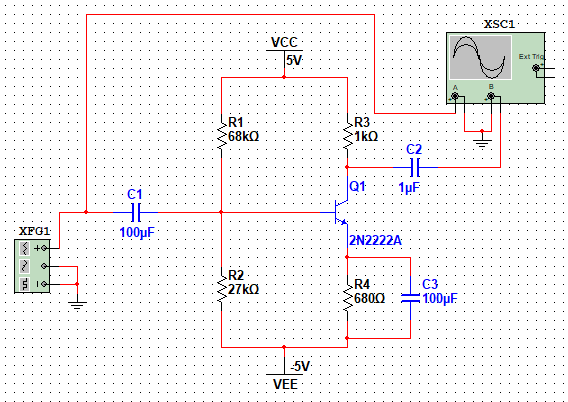 XSC1
VCC
5V
Ext Trig
A
B
R1
68kΩ
R3
1kΩ
C2
1µF
Q1
C1
100µF
2N2222A
XFG1
R2
27kΩ
R4
680Ω
C3
100µF
-5V
VEE